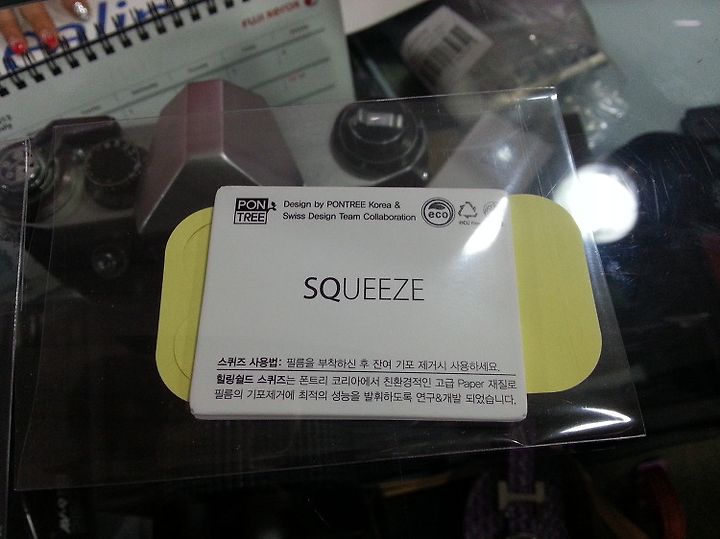 FUJI XEROX
PON
TREE
Design by PONTREE Korea &
Swiss Design Team Collaboration
eco
SQUEEZE
스퀴즈 사용법: 필름을 부착하신 후 잔여 기포 제거시 사용하세요.
힐링쉴드 스퀴즈는 폰트리 코리아에서 친환경적인 고급 Paper 재질로
필름의 기포제거에 최적의 성능을 발휘하도록 연구&개발 되었습니다.